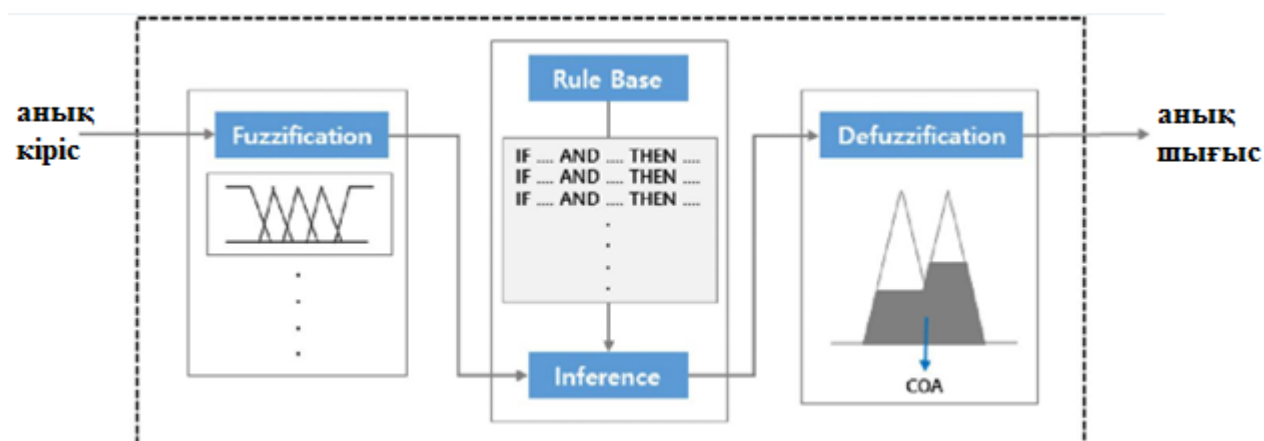 анық
кіріс
Fuzzification
Rule Base
IF .... AND .... THEN ....
IF .... AND .... THEN ....
IF .... AND .... THEN ....
Inference
Defuzzification
COA
анық
шығыс